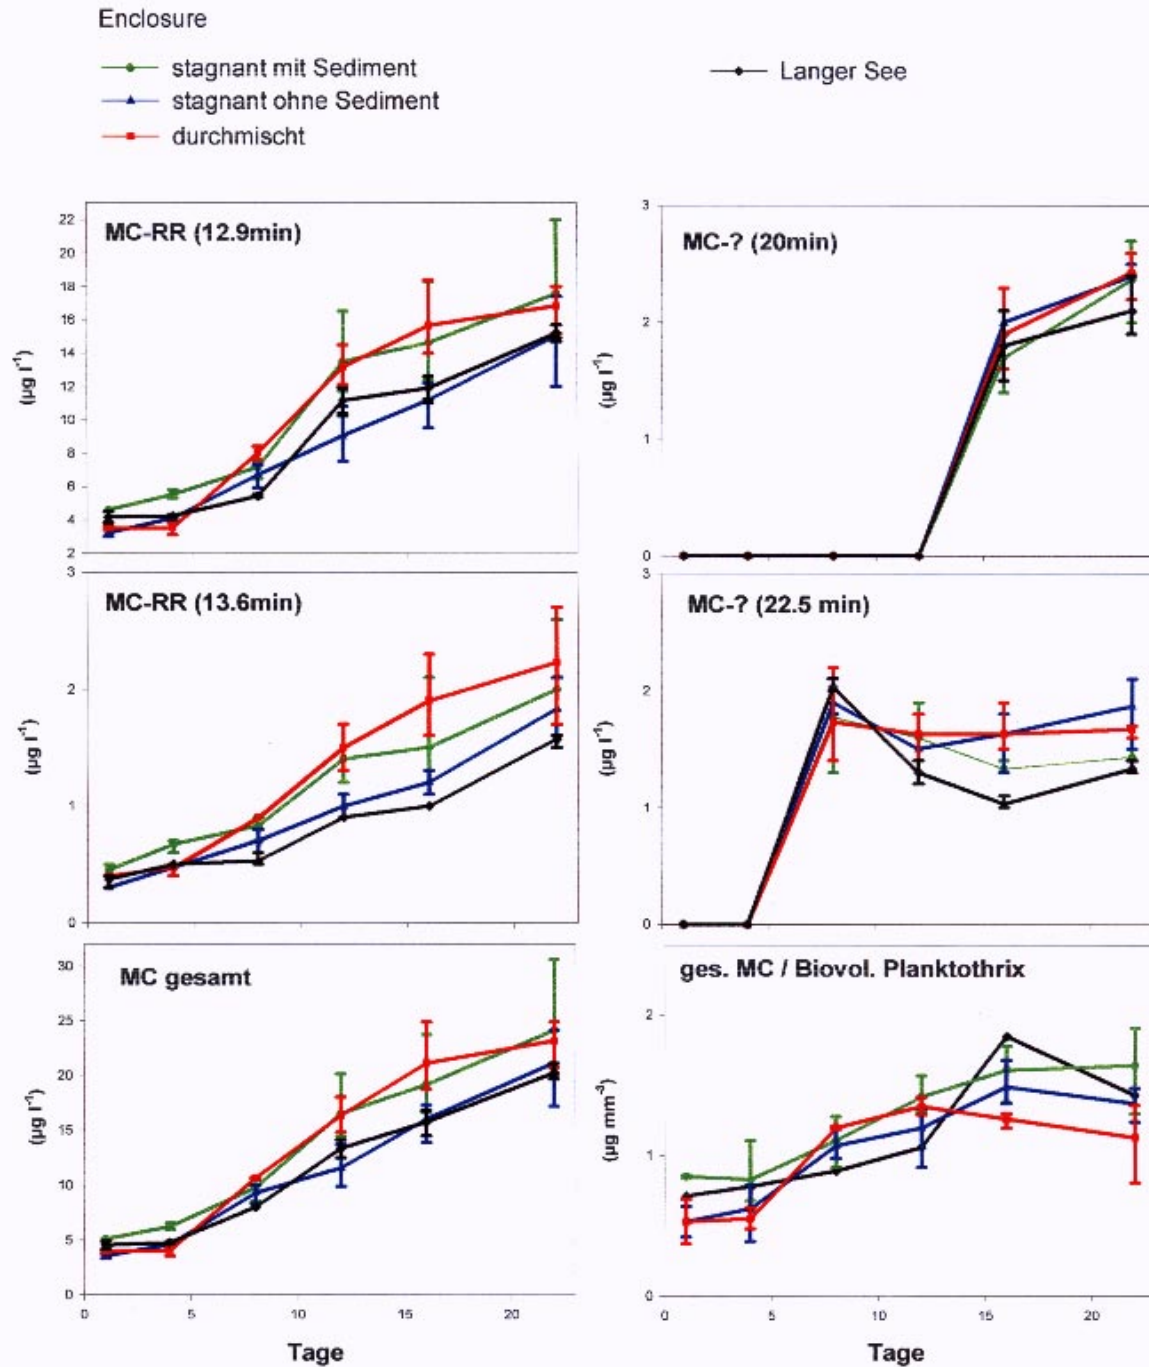 Enclosure
stagnant mit Sediment
stagnant ohne Sediment
durchmischt
Langer See
MC-RR (12.9min)
22
20
18
16
14
12
10
8
6
4
2
(µg l⁻¹)
MC-? (20min)
3
2
1
0
(µg l⁻¹)
MC-RR (13.6min)
3
2
1
0
(µg l⁻¹)
MC-? (22.5 min)
3
2
1
0
(µg l⁻¹)
MC gesamt
30
25
20
15
10
5
0
(µg l⁻¹)
0 5 10 15 20
Tage
ges. MC / Biovol. Planktothrix
2
1
0
(µg mm⁻³)
0 5 10 15 20
Tage